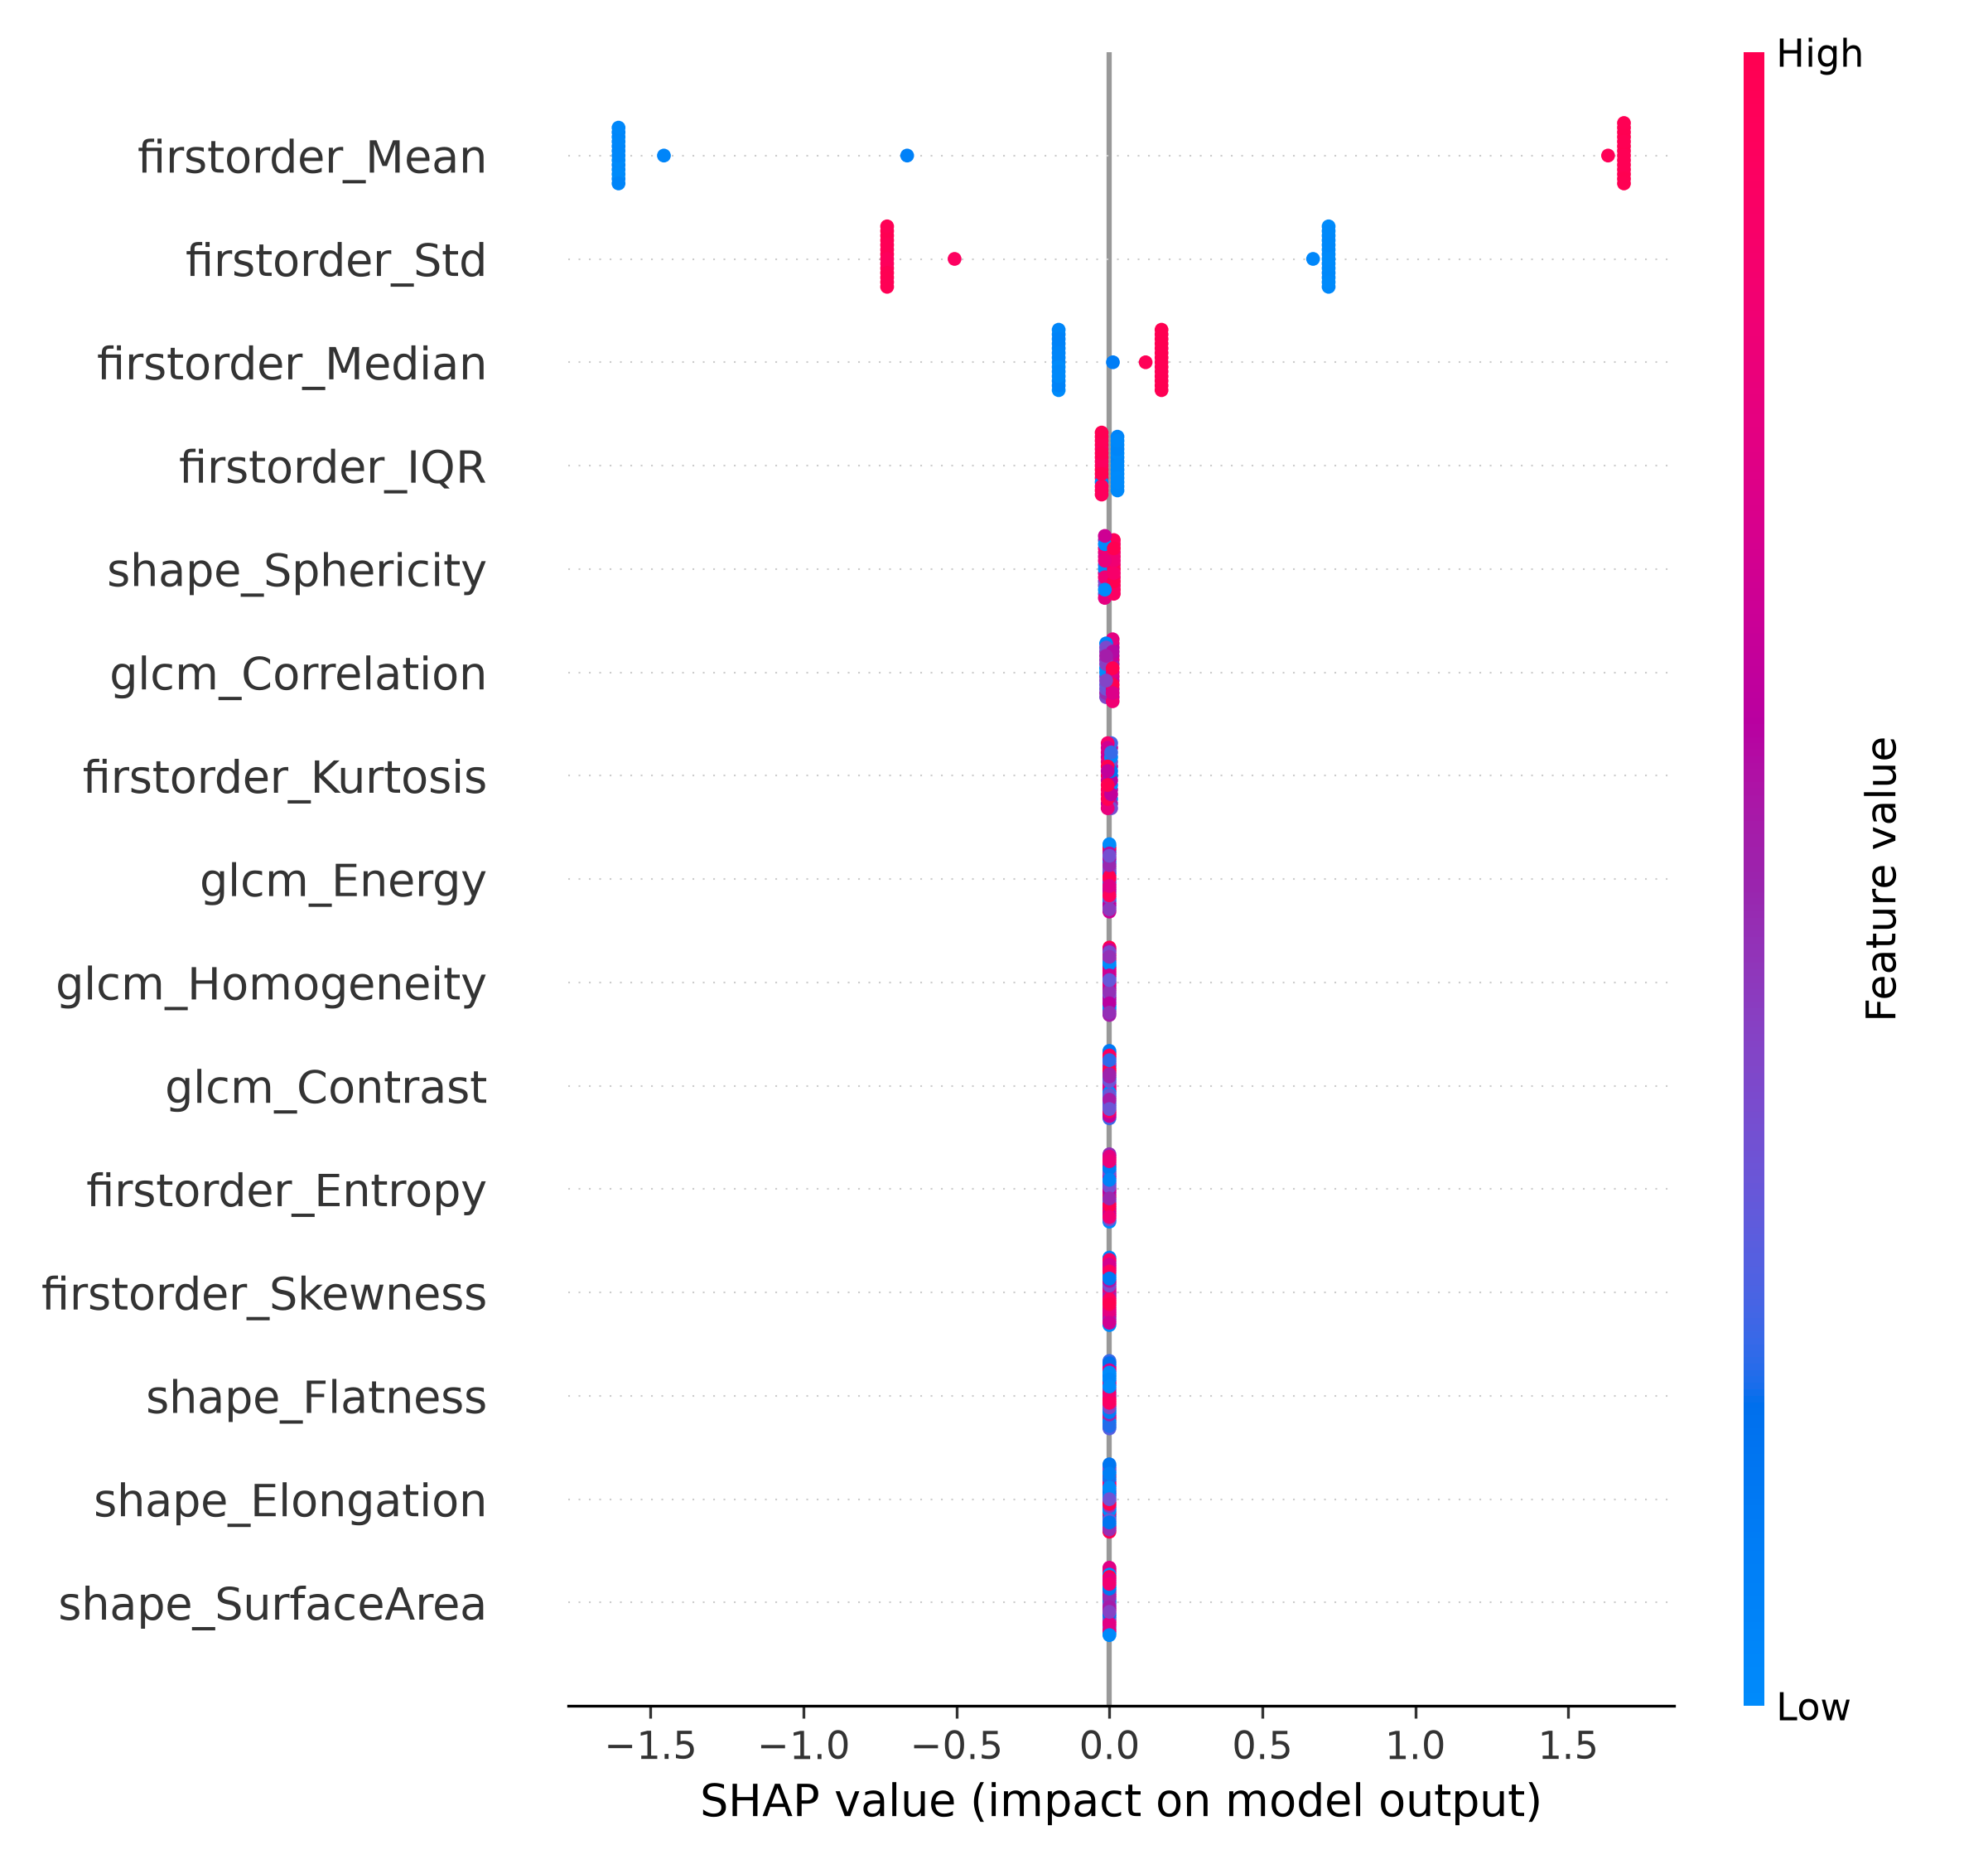 High
firstorder_Mean
firstorder_Std
firstorder_Median
firstorder_IQR
shape_Sphericity
glcm_Correlation
firstorder_Kurtosis
glcm_Energy
glcm_Homogeneity
glcm_Contrast
firstorder_Entropy
firstorder_Skewness
shape_Flatness
shape_Elongation
shape_SurfaceArea
Feature value
Low
−1.5 −1.0 −0.5 0.0 0.5 1.0 1.5
SHAP value (impact on model output)